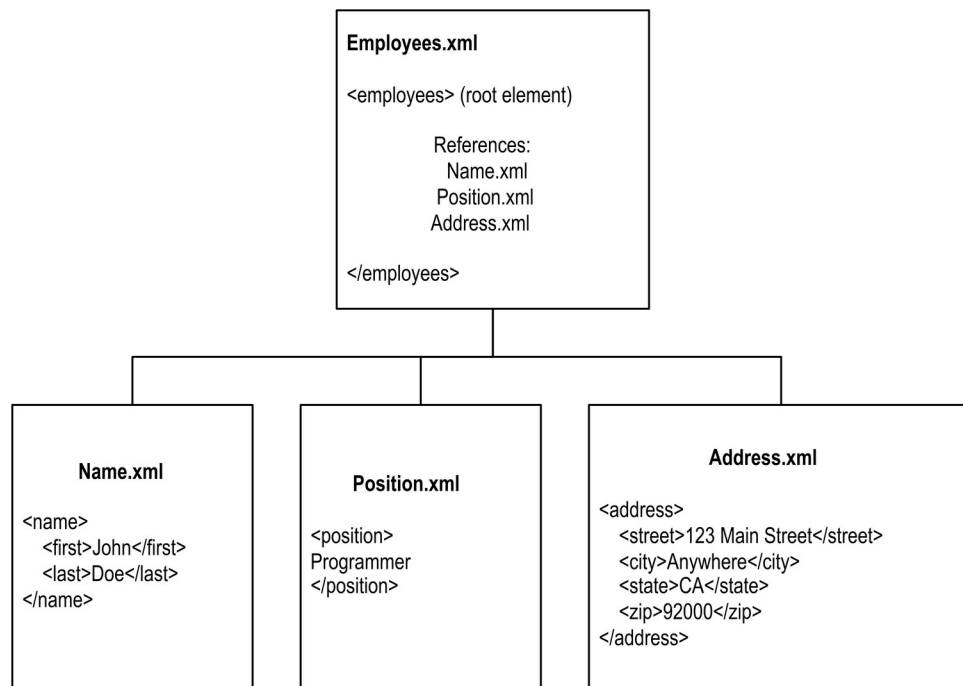 Employees.xml
<employees> (root element)
References:
Name.xml
Position.xml
Address.xml
</employees>
Name.xml
<name>
<first>John</first>
<last>Doe</last>
</name>
Position.xml
<position>
Programmer
</position>
Address.xml
<address>
<street>123 Main Street</street>
<city>Anywhere</city>
<state>CA</state>
<zip>92000</zip>
</address>